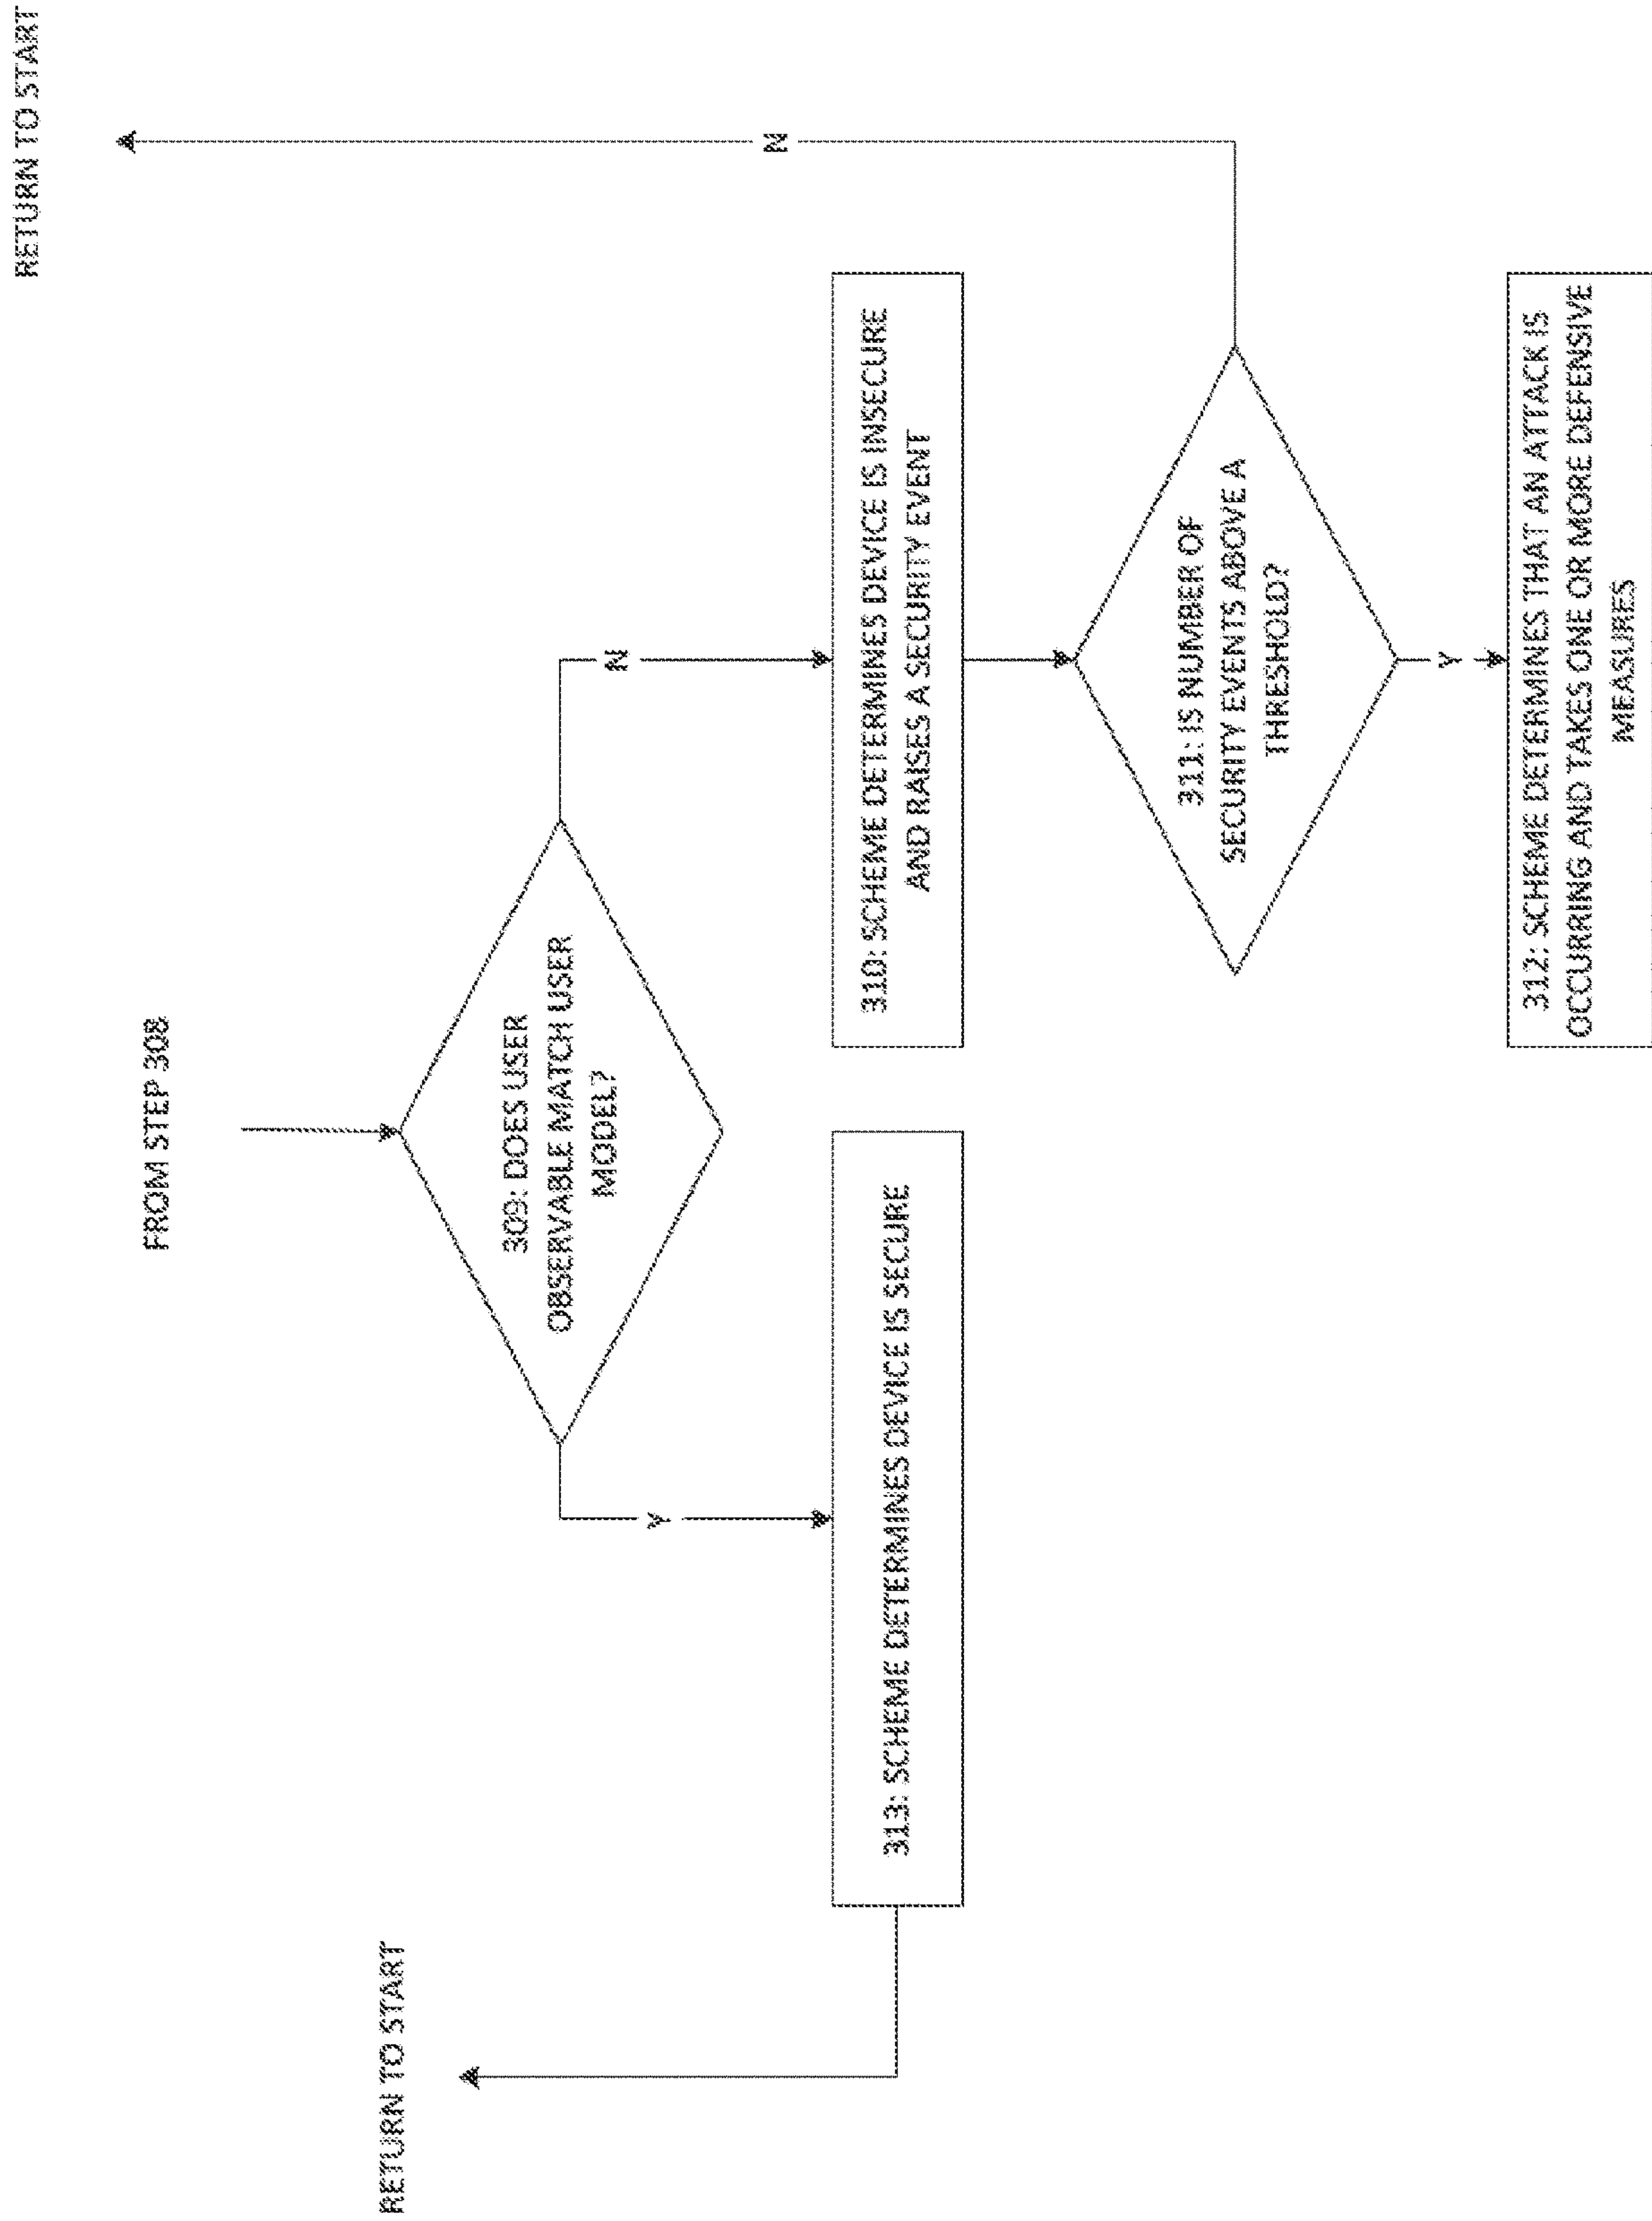 RETURN TO START
FROM STEP 308
309: DOES USER
OBSERVABLE MATCH USER
MODEL?
Y
N
RETURN TO START
313: SCHEME DETERMINES DEVICE IS SECURE
310: SCHEME DETERMINES DEVICE IS INSECURE
AND RAISES A SECURITY EVENT
N
311: IS NUMBER OF
SECURITY EVENTS ABOVE A
THRESHOLD?
Y
312: SCHEME DETERMINES THAT AN ATTACK IS
OCCURRING AND TAKES ONE OR MORE DEFENSIVE
MEASURES